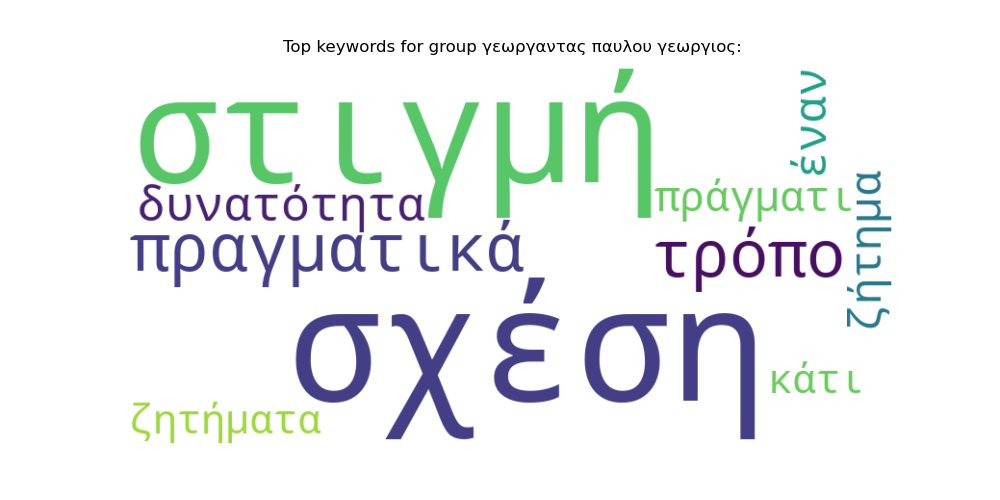 Top keywords for group γεωργαντας παυλου γεωργιος:
στιγμή
έναν
δυνατότητα
πράγματι
πραγματικά
τρόπο
ζήτημα
σχέση
κάτι
ζητήματα